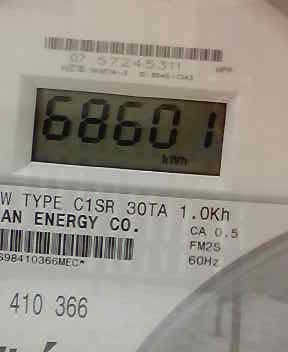 07 57245311
68601
kWh
W TYPE C1SR 30TA 1.0Kh
AN ENERGY CO.
CA 0.5
FM2S
60Hz
S98410366MEC*
410 366